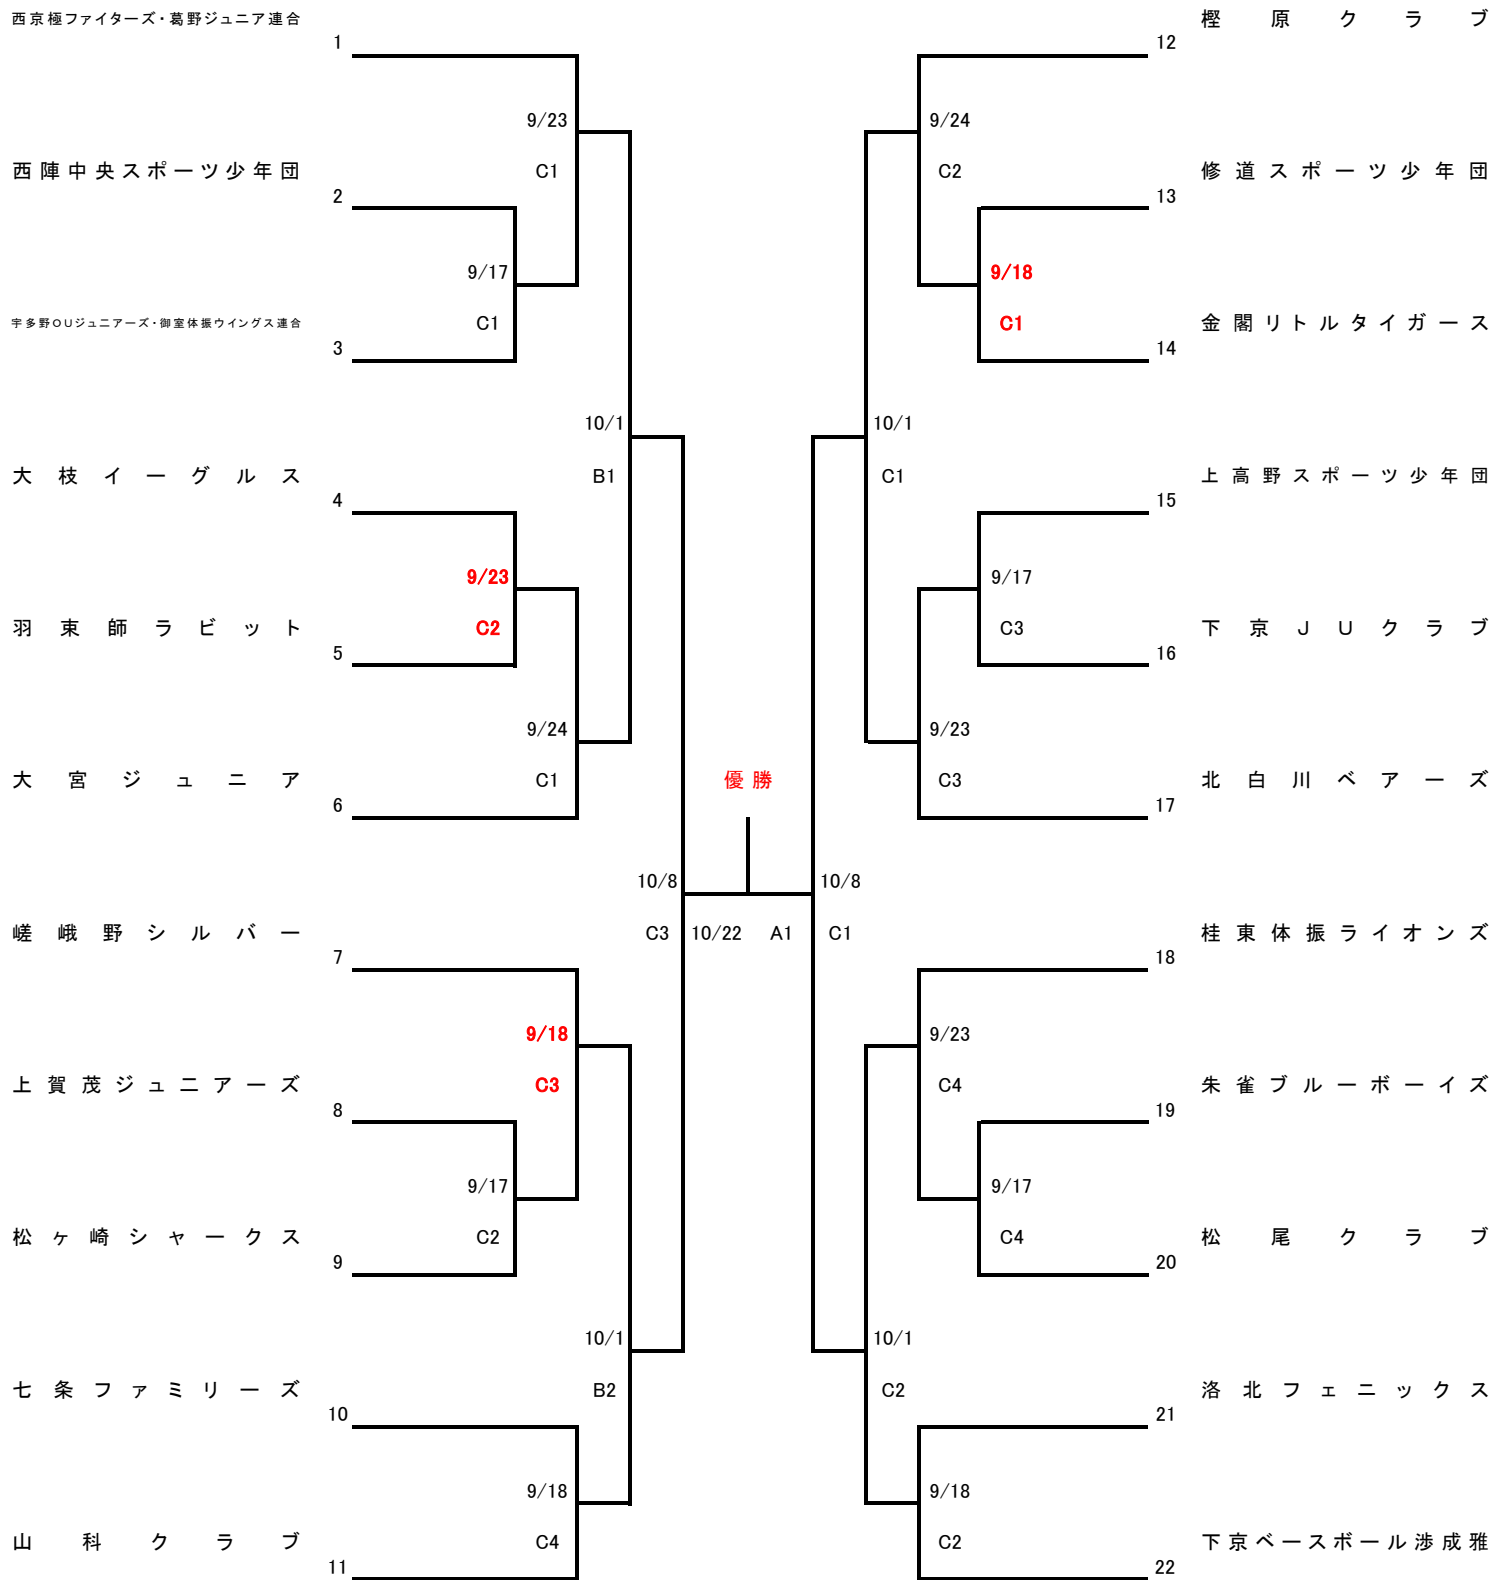 西京極ファイターズ・葛野ジュニア連合
1
9/23
西陣中央スポーツ少年団
C1
2
9/17
宇多野OUジュニアーズ・御室体振ウイングス連合
C1
3
10/1
大枝イーグルス
B1
4
9/23
羽束師ラビット
C2
5
9/24
大宮ジュニア
C1
6
嵯峨野シルバー
7
9/18
上賀茂ジュニアーズ
C3
8
9/17
松ヶ崎シャークス
C2
9
10/1
七条ファミリーズ
B2
10
9/18
山科クラブ
C4
11
優勝
10/8
10/8
C3
10/22 A1
C1
樫原クラブ
12
9/24
C2
修道スポーツ少年団
13
9/18
C1
金閣リトルタイガース
14
10/1
C1
上高野スポーツ少年団
15
9/17
C3
下京JUクラブ
16
9/23
C3
北白川ベアーズ
17
桂東体振ライオンズ
18
9/23
C4
朱雀ブルーボーイズ
19
9/17
C4
松尾クラブ
20
10/1
C2
洛北フェニックス
21
9/18
C2
下京ベースボール渉成雅
22